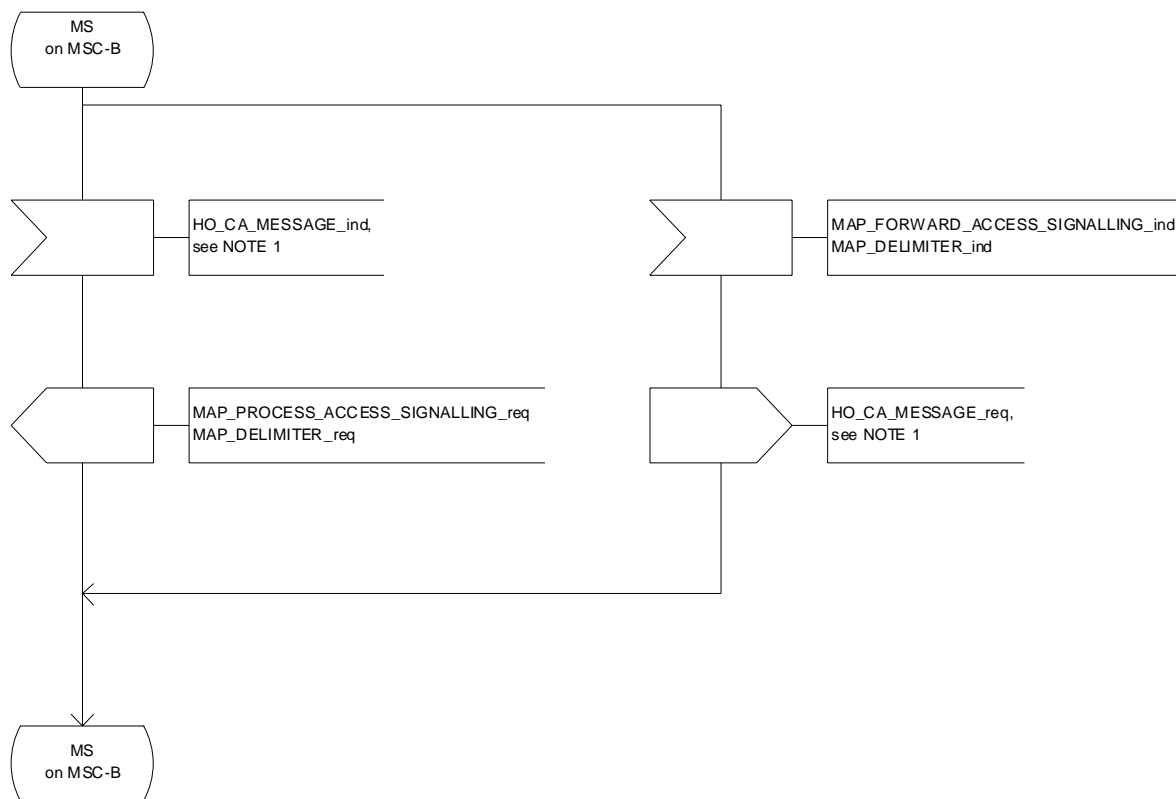 MS
on MSC-B
HO_CA_MESSAGE_ind,
see NOTE 1
MAP_FORWARD_ACCESS_SIGNALLING_ind
MAP_DELIMITER_ind
MAP_PROCESS_ACCESS_SIGNALLING_req
MAP_DELIMITER_req
HO_CA_MESSAGE_req,
see NOTE 1
MS
on MSC-B